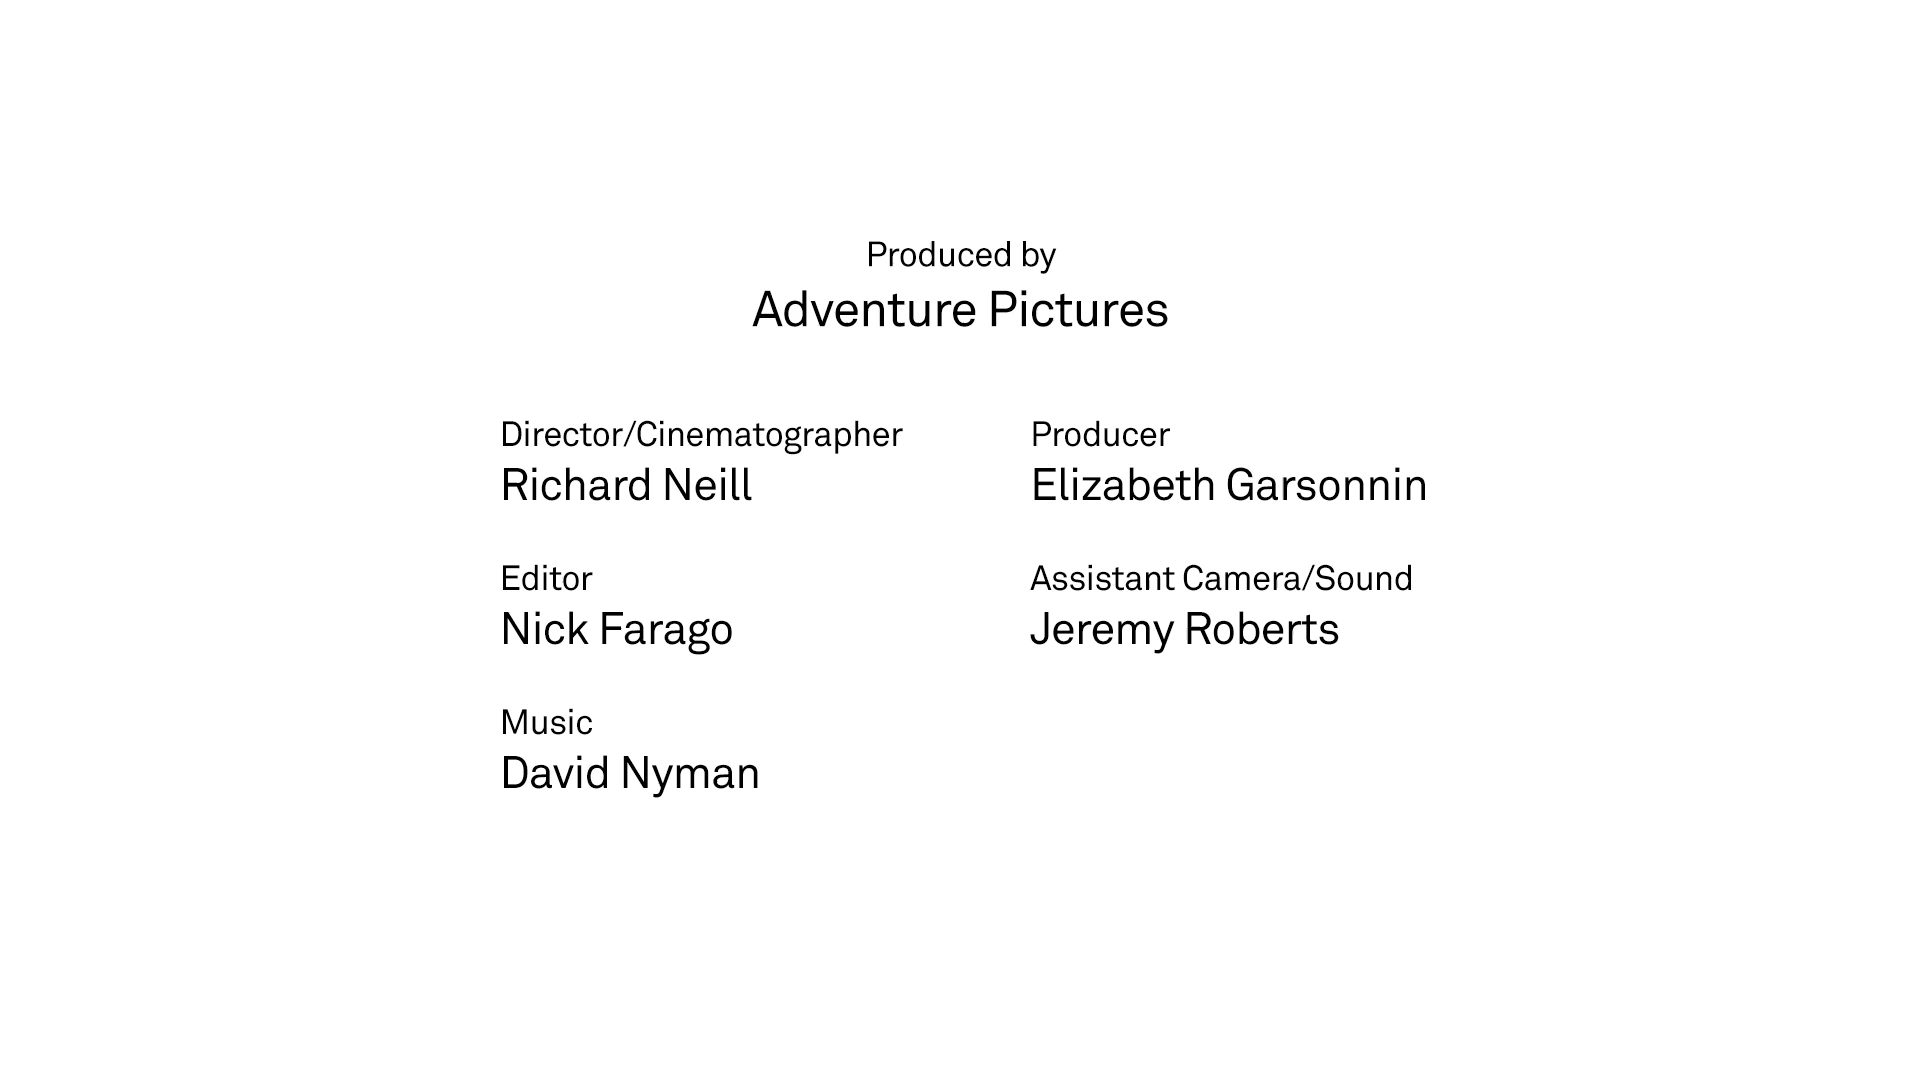 Produced by
Adventure Pictures
Director/Cinematographer
Richard Neill
Producer
Elizabeth Garsonnin
Editor
Nick Farago
Assistant Camera/Sound
Jeremy Roberts
Music
David Nyman